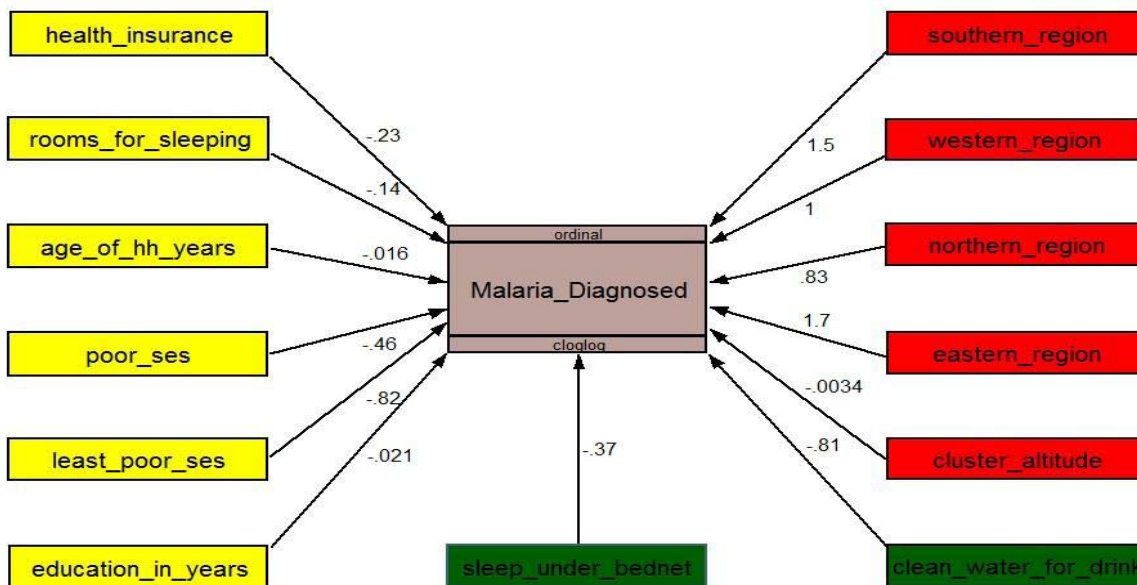 health_insurance
southern_region
-.23
1.5
rooms_for_sleeping
western_region
-.14
1
ordinal
age_of_hh_years
northern_region
-.016
.83
Malaria_Diagnosed
1.7
poor_ses
eastern_region
-.46
cloglog
-.0034
-.82
least_poor_ses
cluster_altitude
-.021
-.37
-.81
education_in_years
sleep_under_bednet
clean_water_for_drink